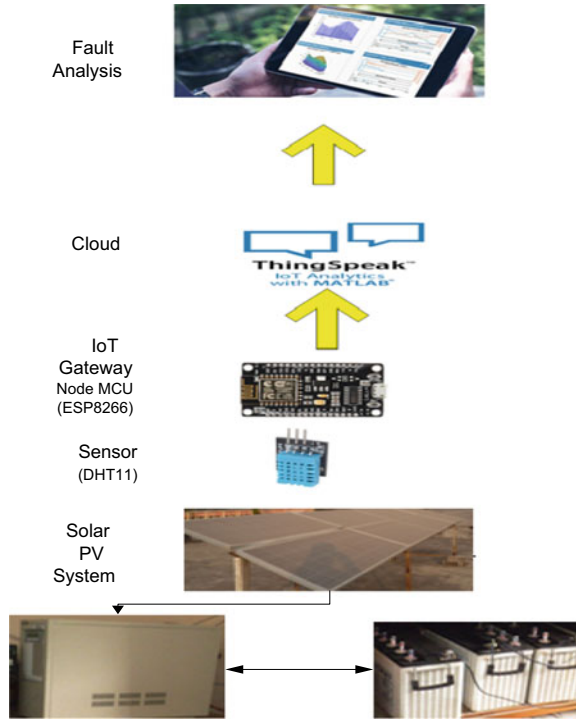 Fault
Analysis
Cloud
ThingSpeak™
IoT Analytics
with MATLAB®
IoT
Gateway
Node MCU
(ESP8266)
Sensor
(DHT11)
Solar
PV
System